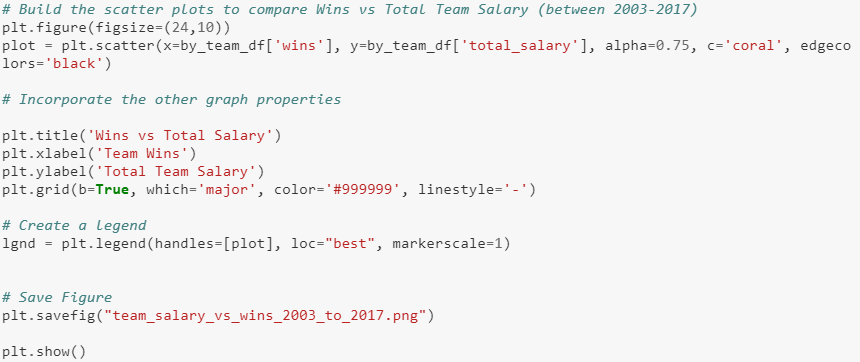 # Build the scatter plots to compare Wins vs Total Team Salary (between 2003-2017)
plt.figure(figsize=(24,10))
plot = plt.scatter(x=by_team_df['wins'], y=by_team_df['total_salary'], alpha=0.75, c='coral', edgeco
lors='black')
# Incorporate the other graph properties
plt.title('Wins vs Total Salary')
plt.xlabel('Team Wins')
plt.ylabel('Total Team Salary')
plt.grid(b=True, which='major', color='#999999', linestyle='-')
# Create a legend
lgnd = plt.legend(handles=[plot], loc="best", markerscale=1)
# Save Figure
plt.savefig("team_salary_vs_wins_2003_to_2017.png")
plt.show()